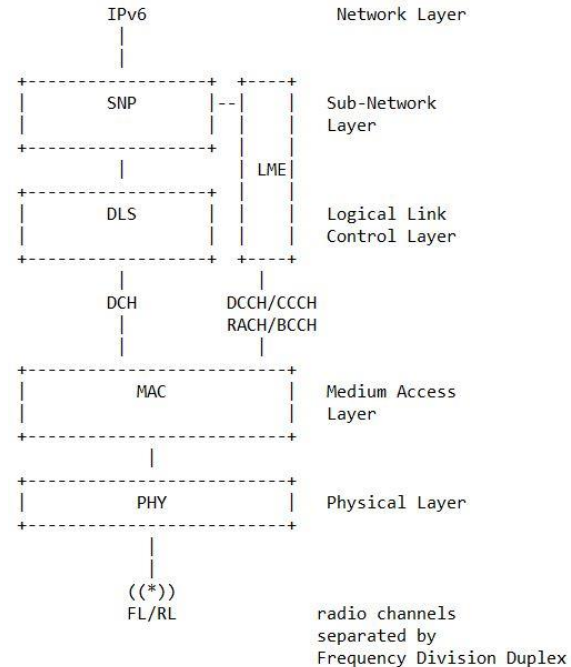 IPv6 Network Layer
SNP Sub-Network
Layer
LME
DLS Logical Link
Control Layer
DCH DCCH/CCCH
RACH/BCCH
MAC Medium Access
Layer
PHY Physical Layer
((*))
FL/RL radio channels
separated by
Frequency Division Duplex